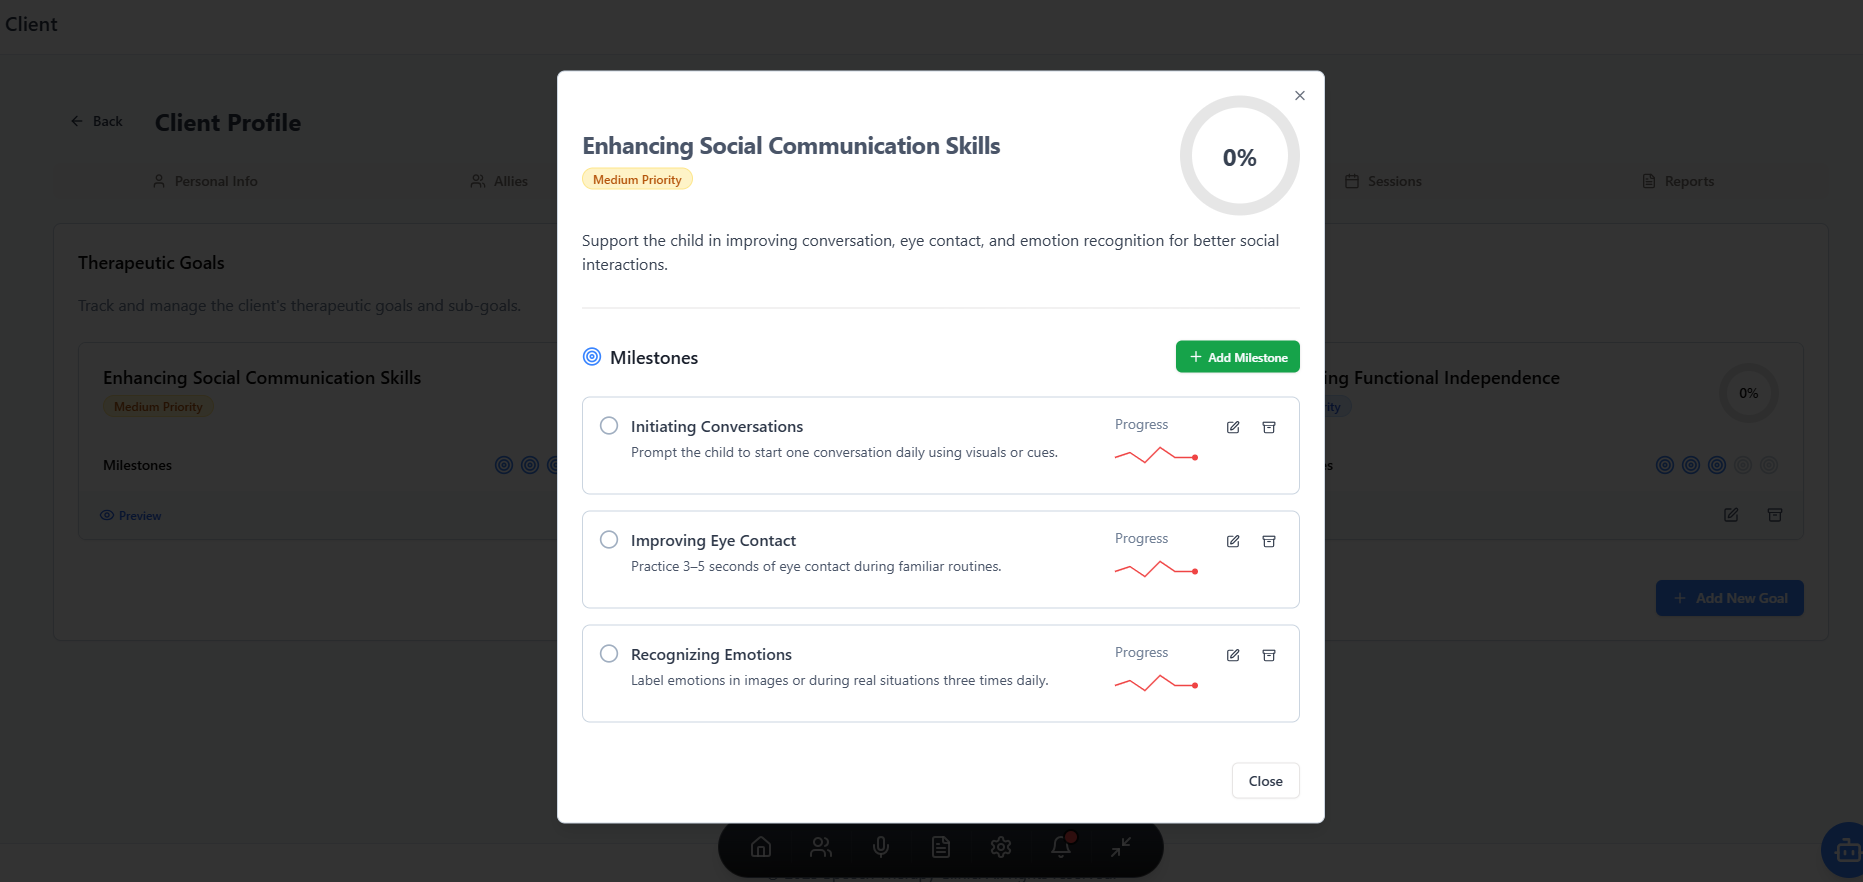 Client
Back
Client Profile
Personal Info
Allies
Sessions
Reports
Therapeutic Goals
Track and manage the client's therapeutic goals and sub-goals.
Enhancing Social Communication Skills
Medium Priority
Milestones
Preview
ing Functional Independence
0%
Add New Goal
Enhancing Social Communication Skills
Medium Priority
0%
Support the child in improving conversation, eye contact, and emotion recognition for better social
interactions.
Milestones
Add Milestone
Initiating Conversations
Prompt the child to start one conversation daily using visuals or cues.
Progress
Improving Eye Contact
Practice 3–5 seconds of eye contact during familiar routines.
Progress
Recognizing Emotions
Label emotions in images or during real situations three times daily.
Progress
Close